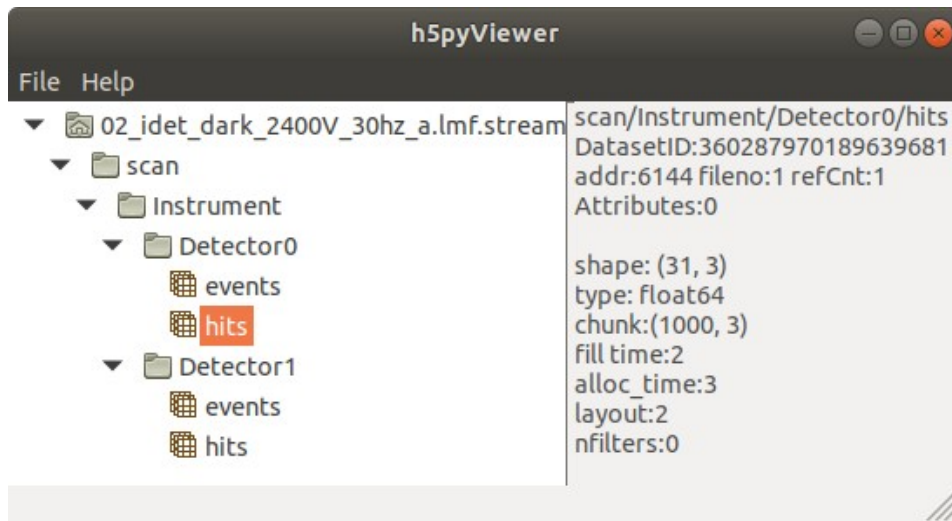 h5pyViewer
File Help
02_idet_dark_2400V_30hz_a.lmf.stream
scan
Instrument
Detector0
events
hits
Detector1
events
hits
scan/Instrument/Detector0/hits
DatasetID:360287970189639681
addr:6144 fileno:1 refCnt:1
Attributes:0
shape: (31, 3)
type: float64
chunk:(1000, 3)
fill time:2
alloc_time:3
layout:2
nfilters:0